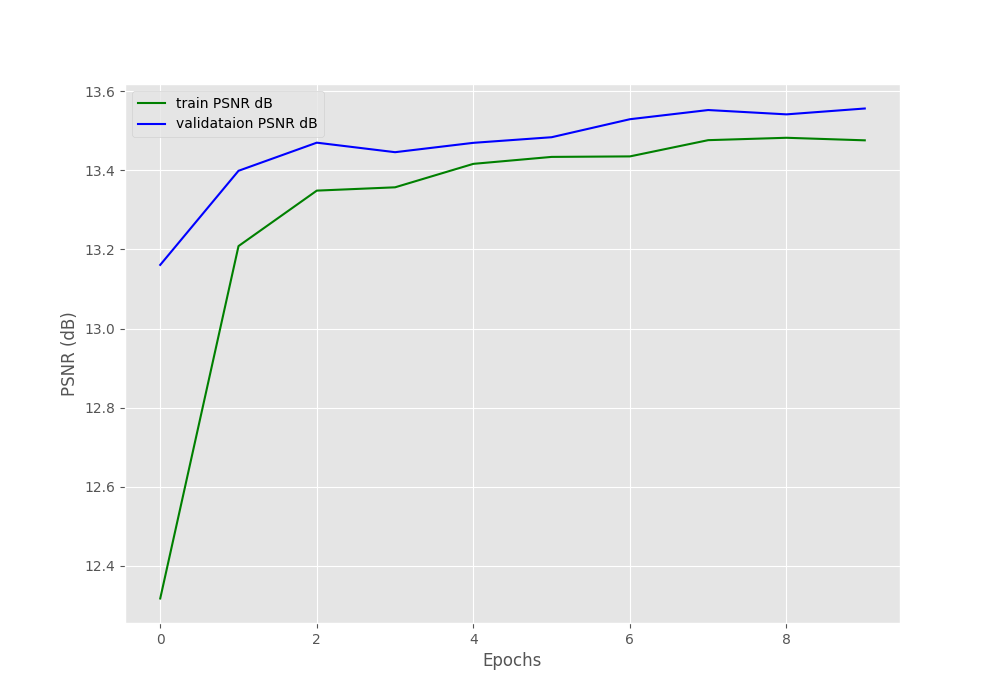 13.6
13.4
13.2
13.0
12.8
12.6
12.4
PSNR (dB)
train PSNR dB
validataion PSNR dB
0 2 4 6 8
Epochs